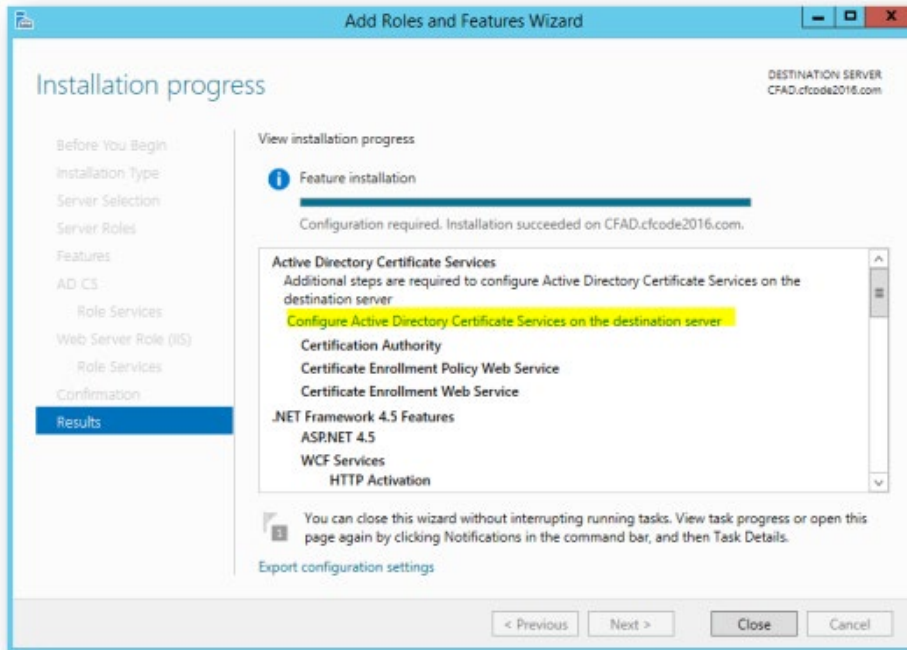 Add Roles and Features Wizard
Installation progress
DESTINATION SERVER
CFAD.cfcode2016.com
Before You Begin
Installation Type
Server Selection
Server Roles
Features
AD CS
Role Services
Web Server Role (IIS)
Role Services
Confirmation
Results
View installation progress
Feature installation
Configuration required. Installation succeeded on CFAD.cfcode2016.com.
Active Directory Certificate Services
Additional steps are required to configure Active Directory Certificate Services on the
destination server
Configure Active Directory Certificate Services on the destination server
Certification Authority
Certificate Enrollment Policy Web Service
Certificate Enrollment Web Service
.NET Framework 4.5 Features
ASP.NET 4.5
WCF Services
HTTP Activation
1
You can close this wizard without interrupting running tasks. View task progress or open this
page again by clicking Notifications in the command bar, and then Task Details.
Export configuration settings
< Previous
Next >
Close
Cancel